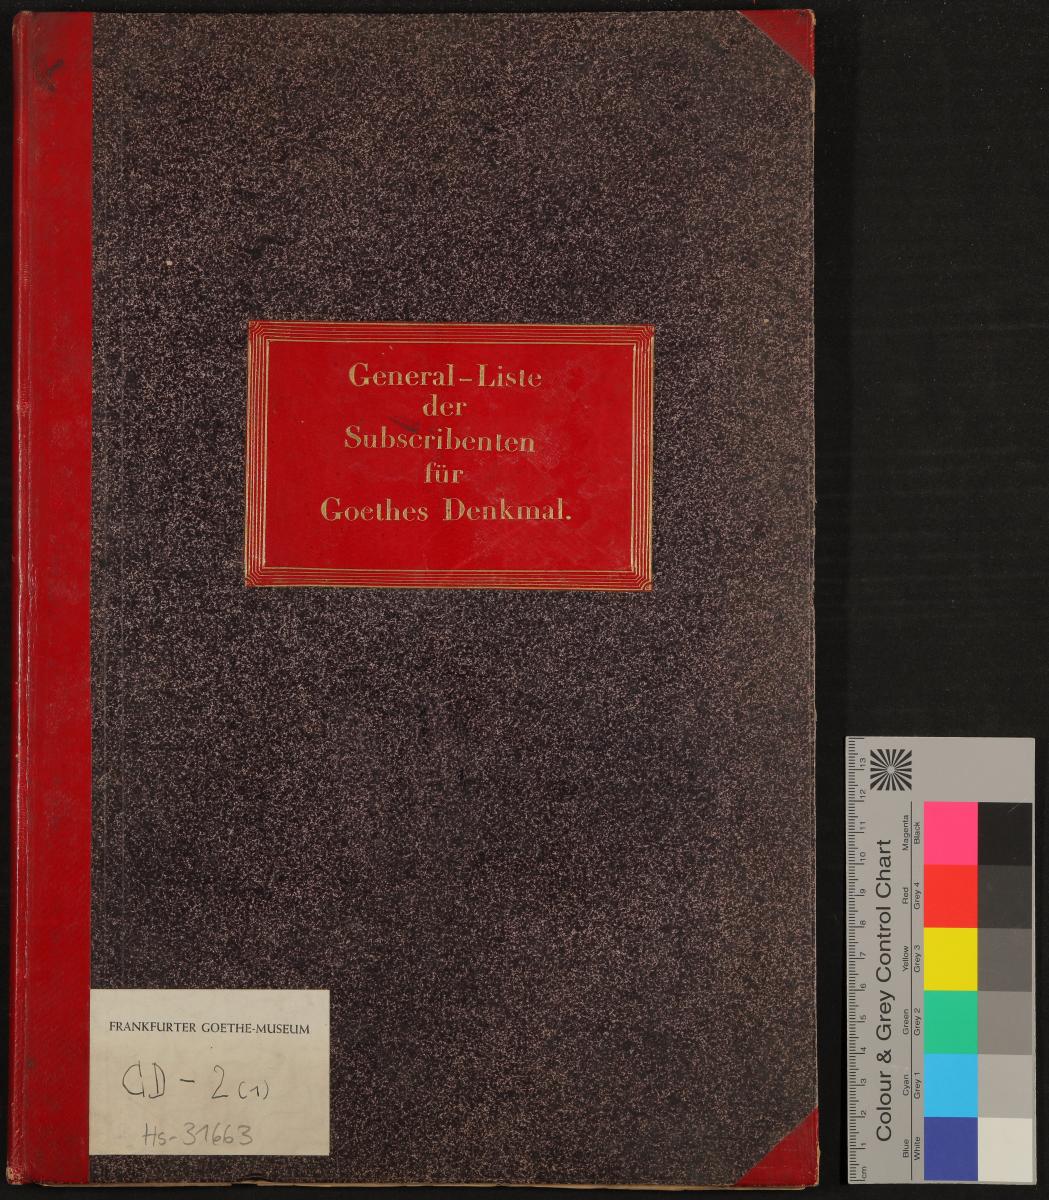 General-Liste
der
Subscribenten
für
Goethes Denkmal.
FRANKFURTER GOETHE-MUSEUM
GD - 2 (1)
Hs-31663
Colour & Grey Control Chart
Blue Cyan Green Yellow Red Magenta
White Grey 1 Grey 2 Grey 3 Grey 4 Black
cm 1 2 3 4 5 6 7 8 9 10 11 12 13